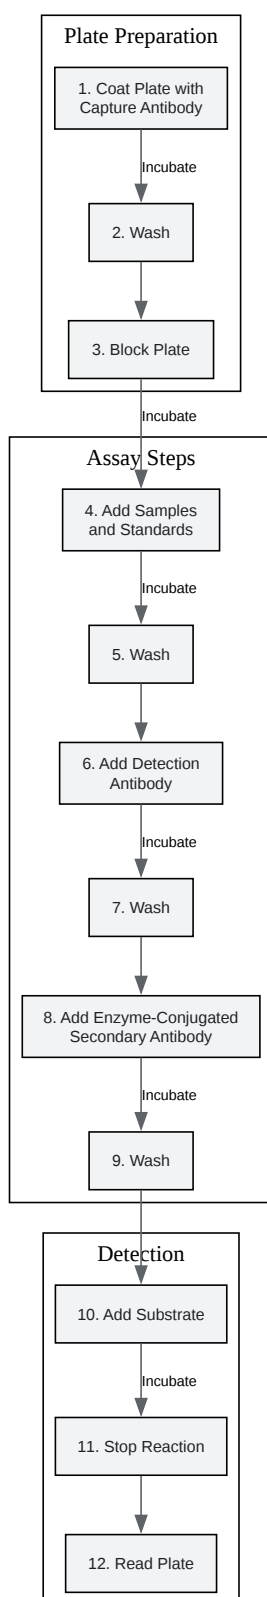 Plate Preparation
1. Coat Plate with
Capture Antibody
Incubate
2. Wash
3. Block Plate
Incubate
Assay Steps
4. Add Samples
and Standards
Incubate
5. Wash
6. Add Detection
Antibody
Incubate
7. Wash
8. Add Enzyme-Conjugated
Secondary Antibody
Incubate
9. Wash
Detection
10. Add Substrate
Incubate
11. Stop Reaction
12. Read Plate